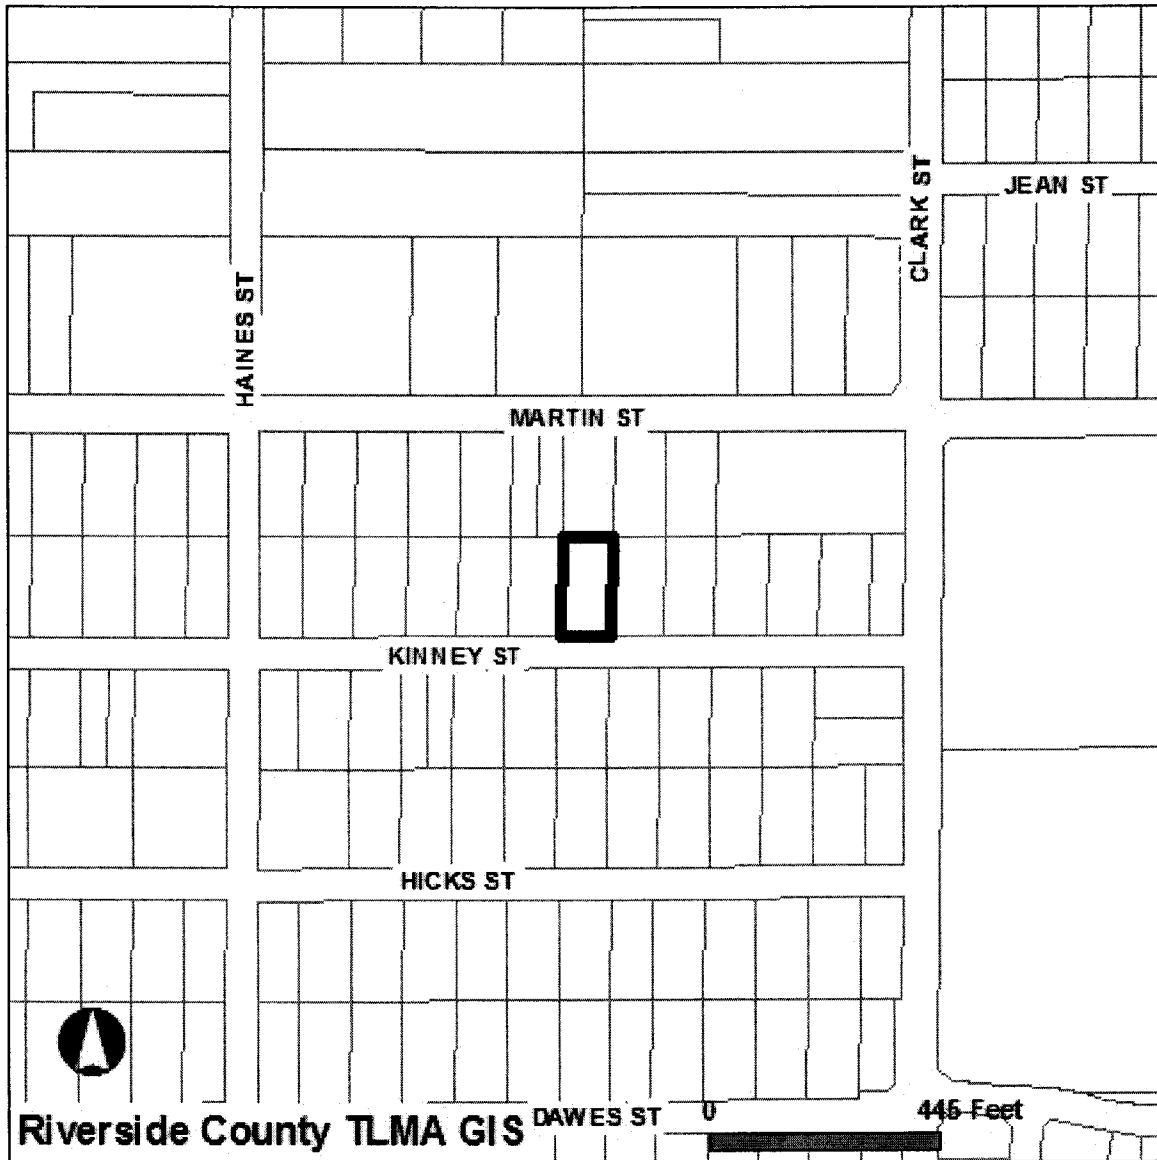 JEAN ST
CLARK ST
HAINES ST
MARTIN ST
KINNEY ST
HICKS ST
Riverside County TLMA GIS
DAWES ST
0
445 Feet